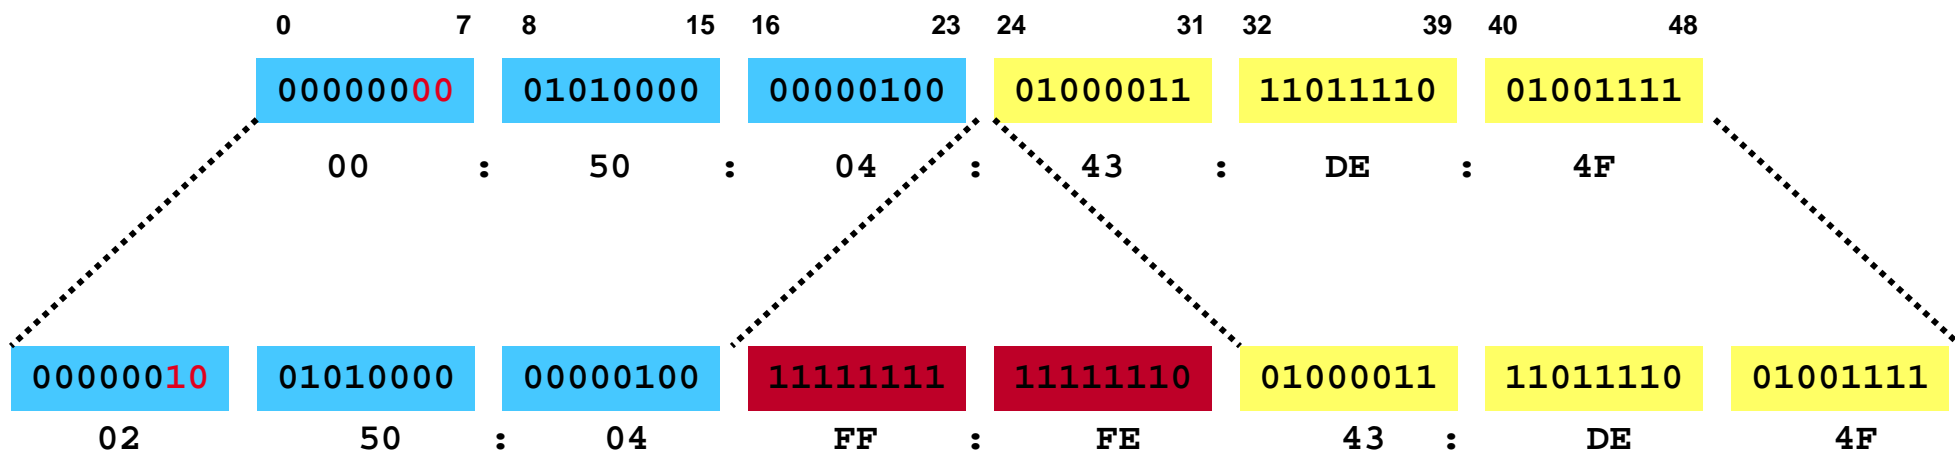 0 7 8 15 16 23 24 31 32 39 40 48
00000000 01010000 00000100 01000011 11011110 01001111
00 : 50 : 04 : 43 : DE : 4F
00000010 01010000 00000100 11111111 11111110 01000011 11011110 01001111
02 50 : 04 FF : FE 43 : DE 4F